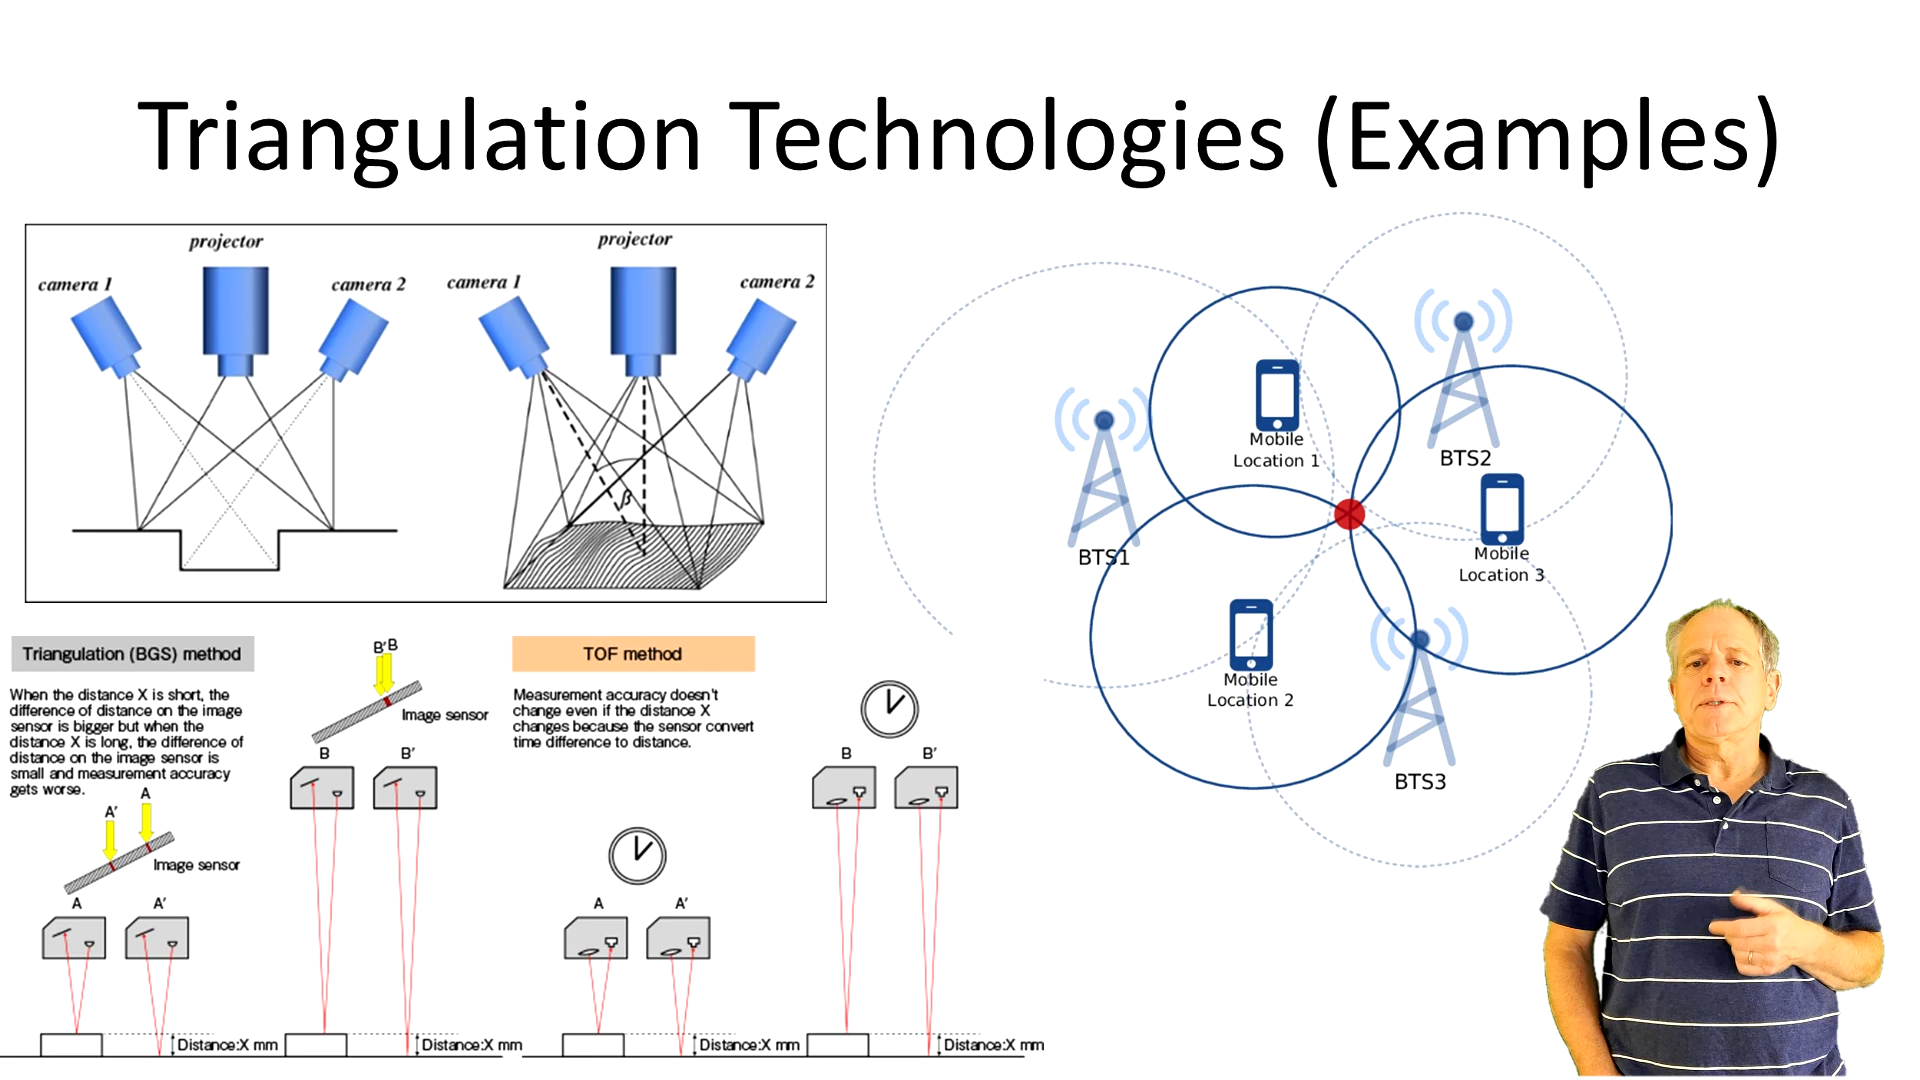 Triangulation Technologies (Examples)
projector
camera 1
camera 2
projector
camera 1
camera 2
β
Triangulation (BGS) method
When the distance X is short, the
difference of distance on the image
sensor is bigger but when the
distance X is long, the difference of
distance on the image sensor is
small and measurement accuracy
gets worse.
A
A'
Image sensor
A
A'
Distance:X mm
B'B
Image sensor
B
B'
Distance:X mm
TOF method
Measurement accuracy doesn't
change even if the distance X
changes because the sensor convert
time difference to distance.
A
A'
Distance:X mm
B
B'
Distance:X mm
Mobile
Location 1
BTS2
BTS1
Mobile
Location 3
Mobile
Location 2
BTS3